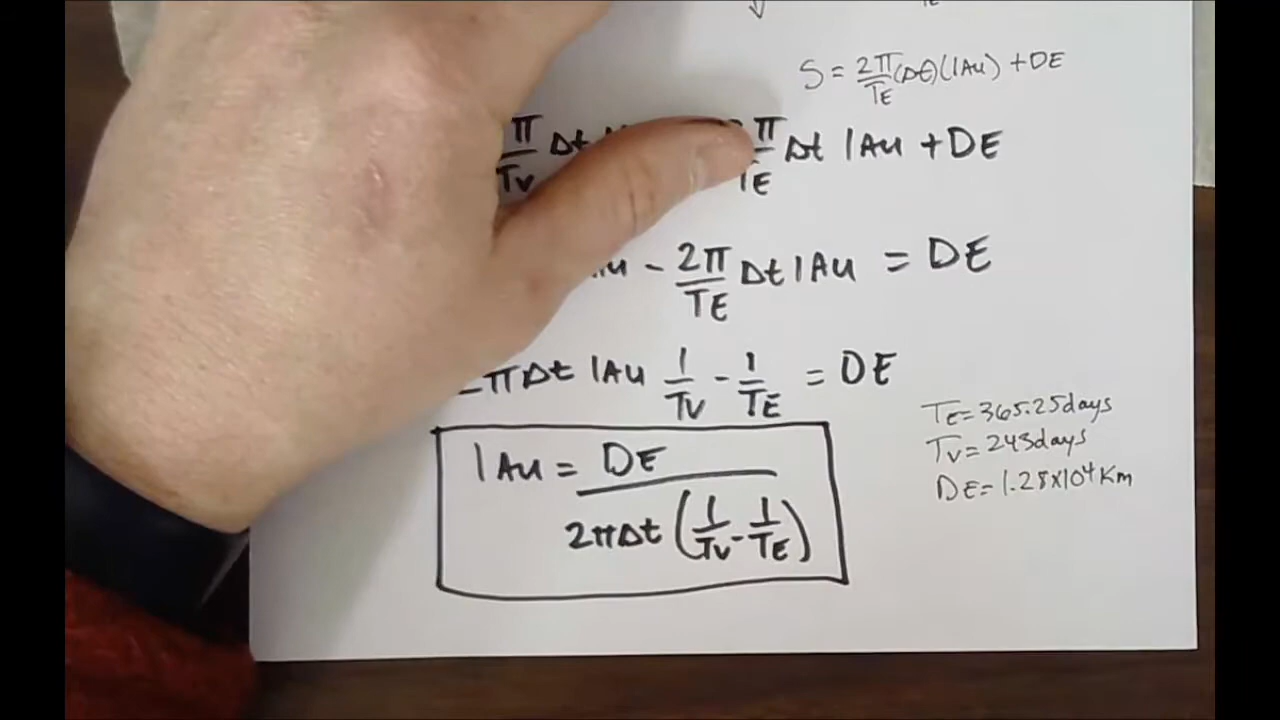 S = 2π/TE (Δt)(1AU) + DE
π/TV Δt π/TE Δt 1AU + DE
AU - 2π/TE Δt 1AU = DE
2πΔt 1AU 1/TV - 1/TE = DE
TE = 365.25 days
TV = 243 days
DE = 1.28x10⁴ Km
1AU = DE / 2πΔt (1/TV - 1/TE)